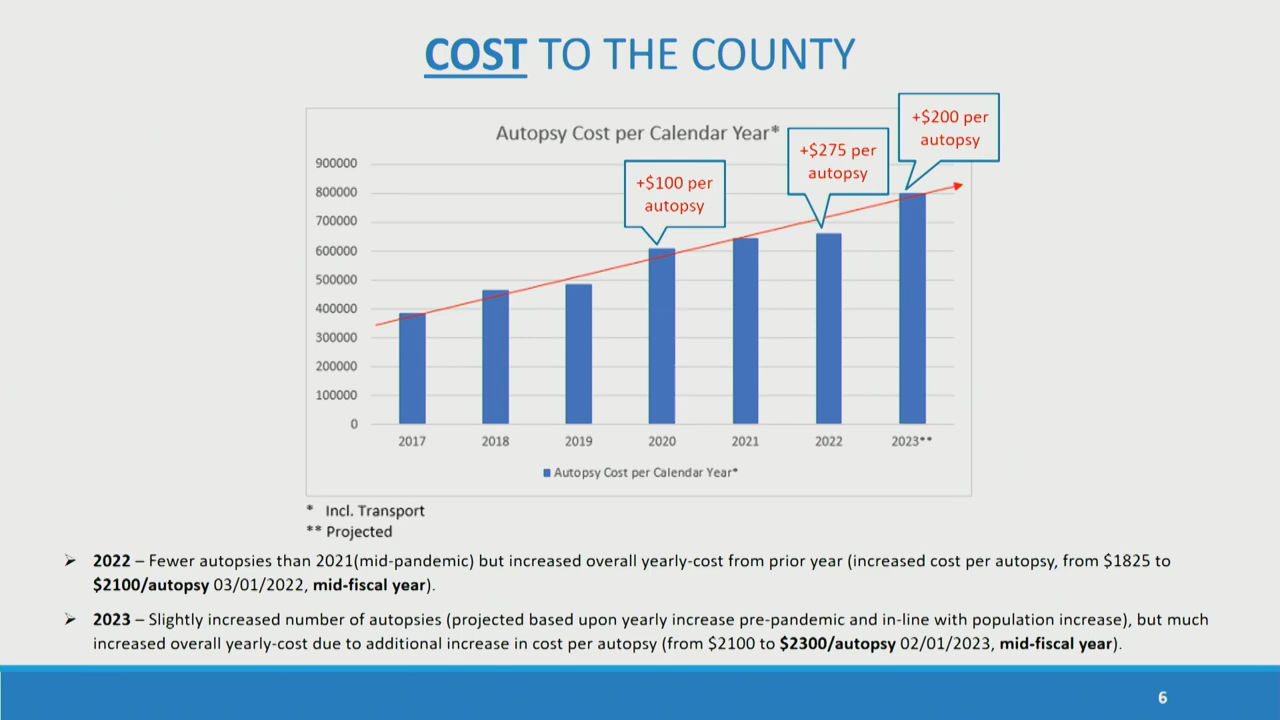 COST TO THE COUNTY
Autopsy Cost per Calendar Year*
+$100 per
autopsy
+$275 per
autopsy
+$200 per
autopsy
900000
800000
700000
600000
500000
400000
300000
200000
100000
0
2017 2018 2019 2020 2021 2022 2023**
Autopsy Cost per Calendar Year*
* Incl. Transport
** Projected
➢ 2022 – Fewer autopsies than 2021(mid-pandemic) but increased overall yearly-cost from prior year (increased cost per autopsy, from $1825 to
$2100/autopsy 03/01/2022, mid-fiscal year).
➢ 2023 – Slightly increased number of autopsies (projected based upon yearly increase pre-pandemic and in-line with population increase), but much
increased overall yearly-cost due to additional increase in cost per autopsy (from $2100 to $2300/autopsy 02/01/2023, mid-fiscal year).
6